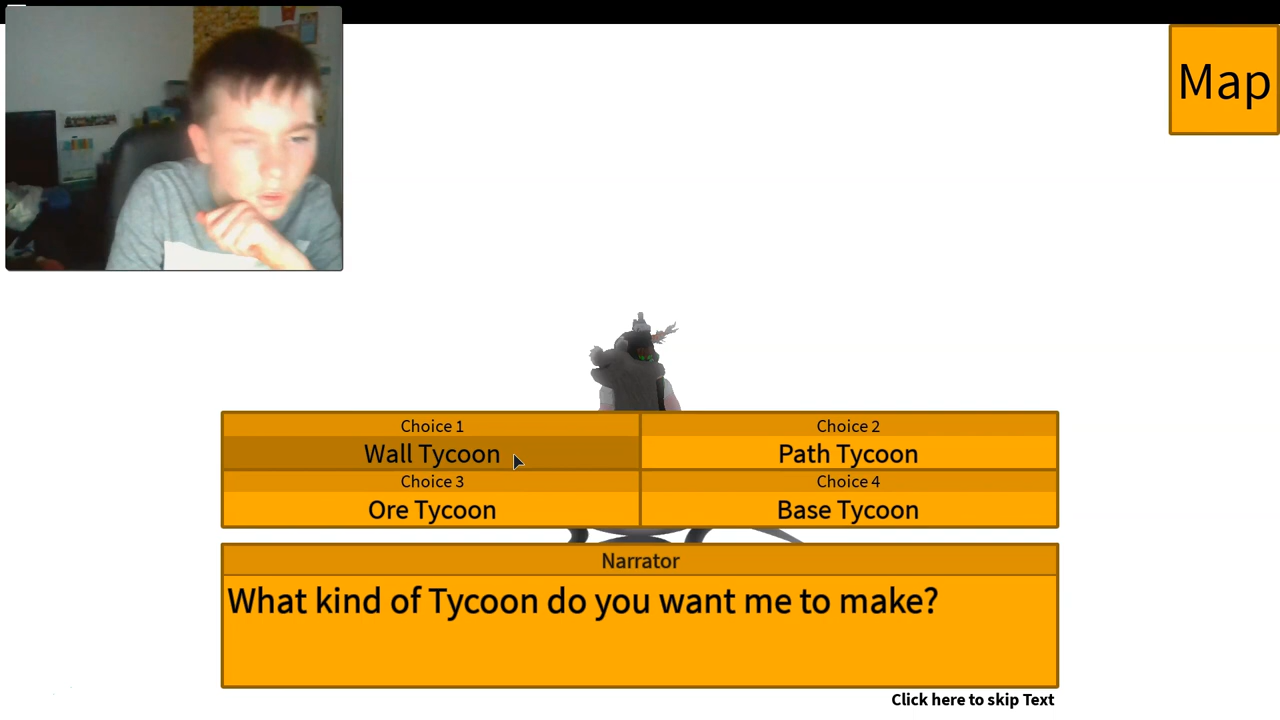 Map
Choice 1
Wall Tycoon
Choice 2
Path Tycoon
Choice 3
Ore Tycoon
Choice 4
Base Tycoon
Narrator
What kind of Tycoon do you want me to make?
Click here to skip Text